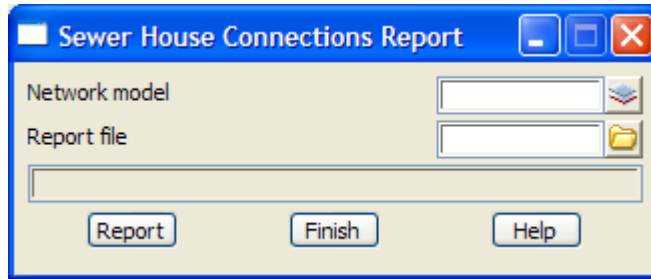 Sewer House Connections Report
Network model
Report file
Report Finish Help